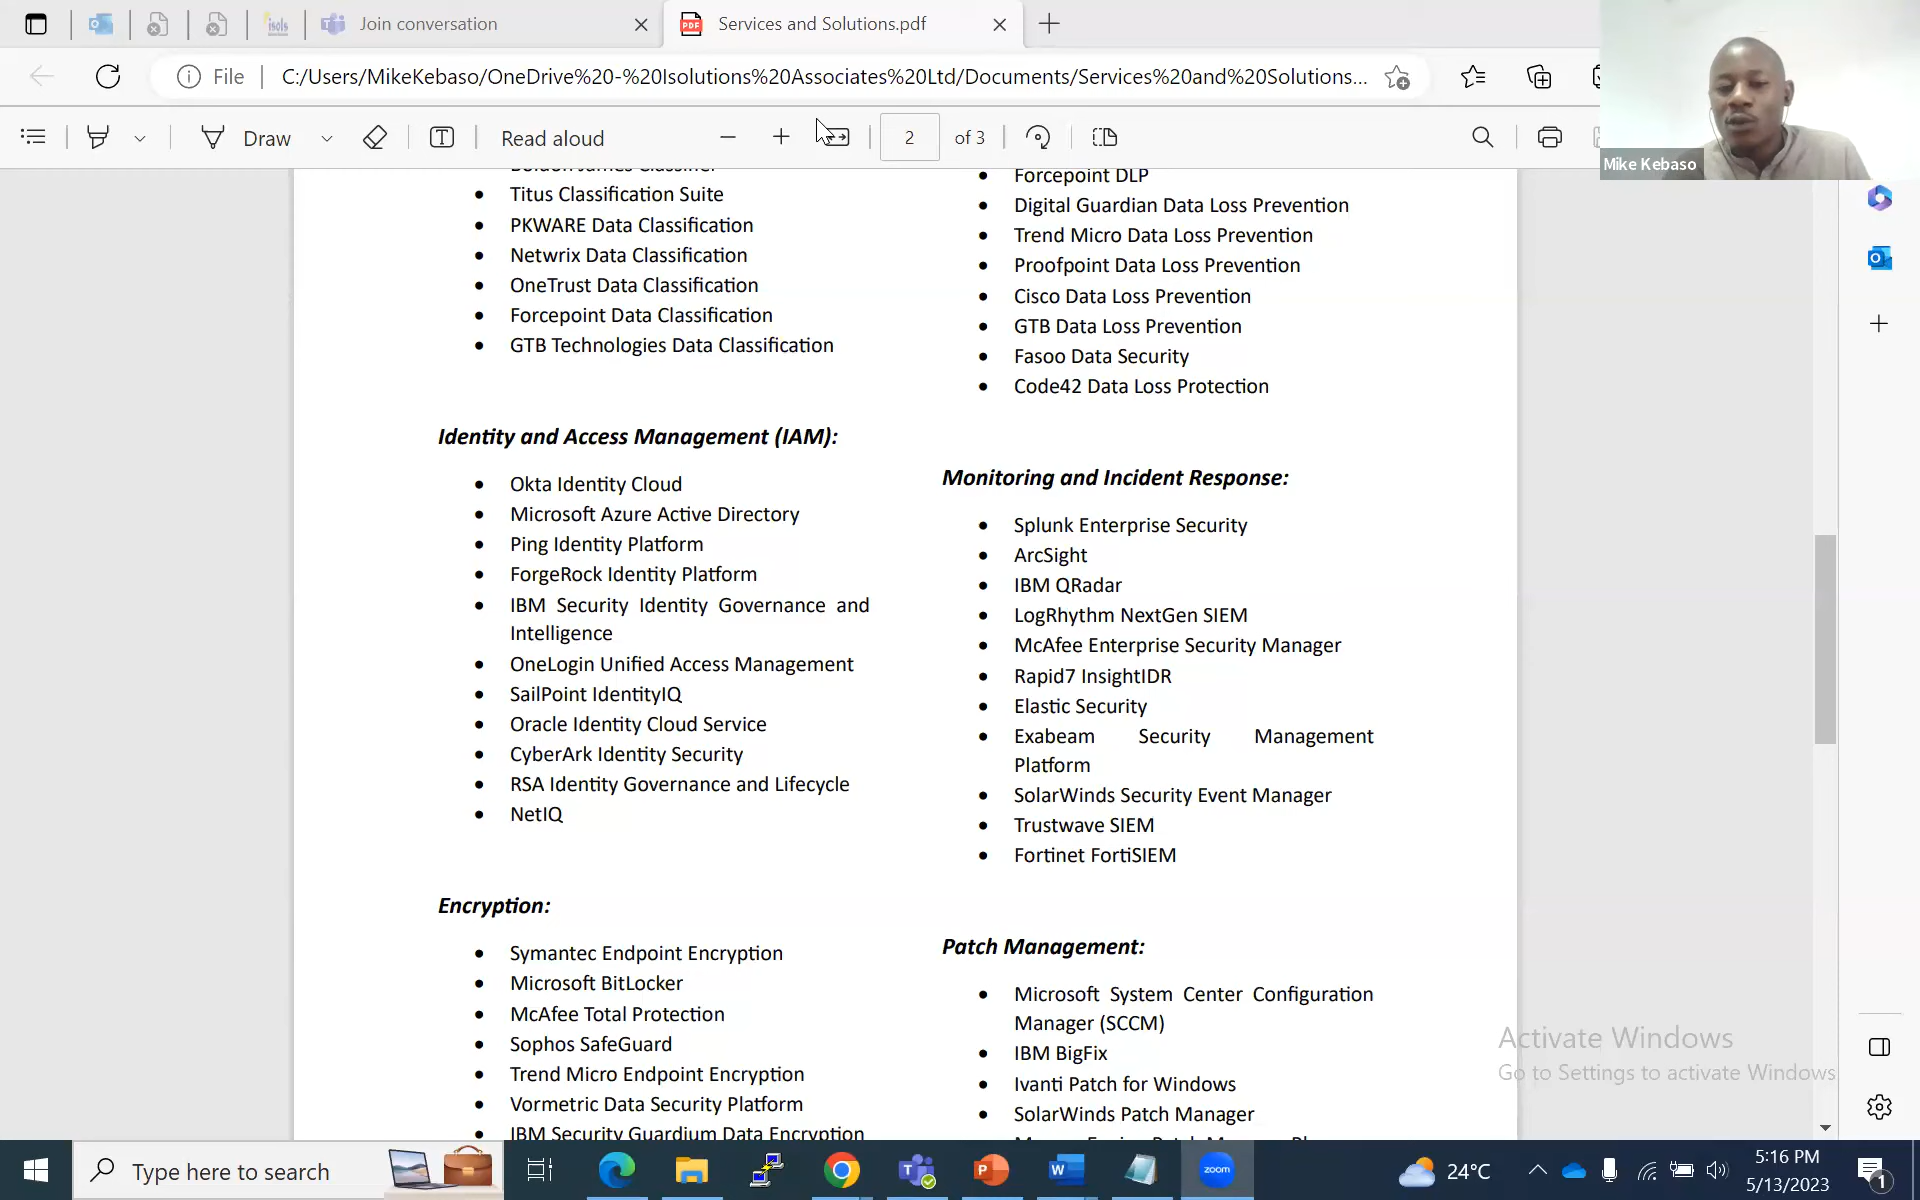 isols
Join conversation
PDF
Services and Solutions.pdf
File
C:/Users/MikeKebaso/OneDrive%20-%20Isolutions%20Associates%20Ltd/Documents/Services%20and%20Solutions...
Draw
Read aloud
2
of 3
Mike Kebaso
Titus Classification Suite
PKWARE Data Classification
Netwrix Data Classification
OneTrust Data Classification
Forcepoint Data Classification
GTB Technologies Data Classification
Identity and Access Management (IAM):
Okta Identity Cloud
Microsoft Azure Active Directory
Ping Identity Platform
ForgeRock Identity Platform
IBM Security Identity Governance and
Intelligence
OneLogin Unified Access Management
SailPoint IdentityIQ
Oracle Identity Cloud Service
CyberArk Identity Security
RSA Identity Governance and Lifecycle
NetIQ
Encryption:
Symantec Endpoint Encryption
Microsoft BitLocker
McAfee Total Protection
Sophos SafeGuard
Trend Micro Endpoint Encryption
Vormetric Data Security Platform
IBM Security Guardium Data Encryption
Forcepoint DLP
Digital Guardian Data Loss Prevention
Trend Micro Data Loss Prevention
Proofpoint Data Loss Prevention
Cisco Data Loss Prevention
GTB Data Loss Prevention
Fasoo Data Security
Code42 Data Loss Protection
Monitoring and Incident Response:
Splunk Enterprise Security
ArcSight
IBM QRadar
LogRhythm NextGen SIEM
McAfee Enterprise Security Manager
Rapid7 InsightIDR
Elastic Security
Exabeam Security Management
Platform
SolarWinds Security Event Manager
Trustwave SIEM
Fortinet FortiSIEM
Patch Management:
Microsoft System Center Configuration
Manager (SCCM)
IBM BigFix
Ivanti Patch for Windows
SolarWinds Patch Manager
Activate Windows
Go to Settings to activate Windows
Type here to search
zoom
24°C
5:16 PM
5/13/2023
1